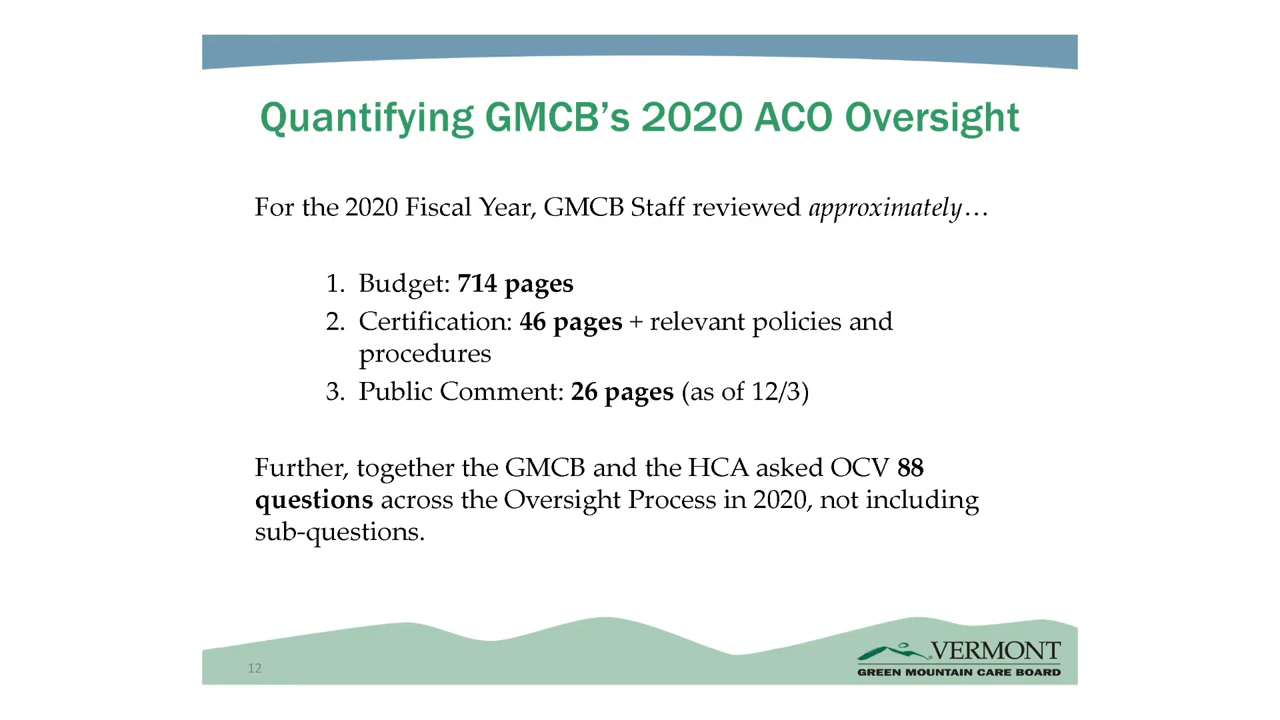 Quantifying GMCB's 2020 ACO Oversight
For the 2020 Fiscal Year, GMCB Staff reviewed approximately…
1. Budget: 714 pages
2. Certification: 46 pages + relevant policies and
procedures
3. Public Comment: 26 pages (as of 12/3)
Further, together the GMCB and the HCA asked OCV 88
questions across the Oversight Process in 2020, not including
sub-questions.
12
VERMONT
GREEN MOUNTAIN CARE BOARD